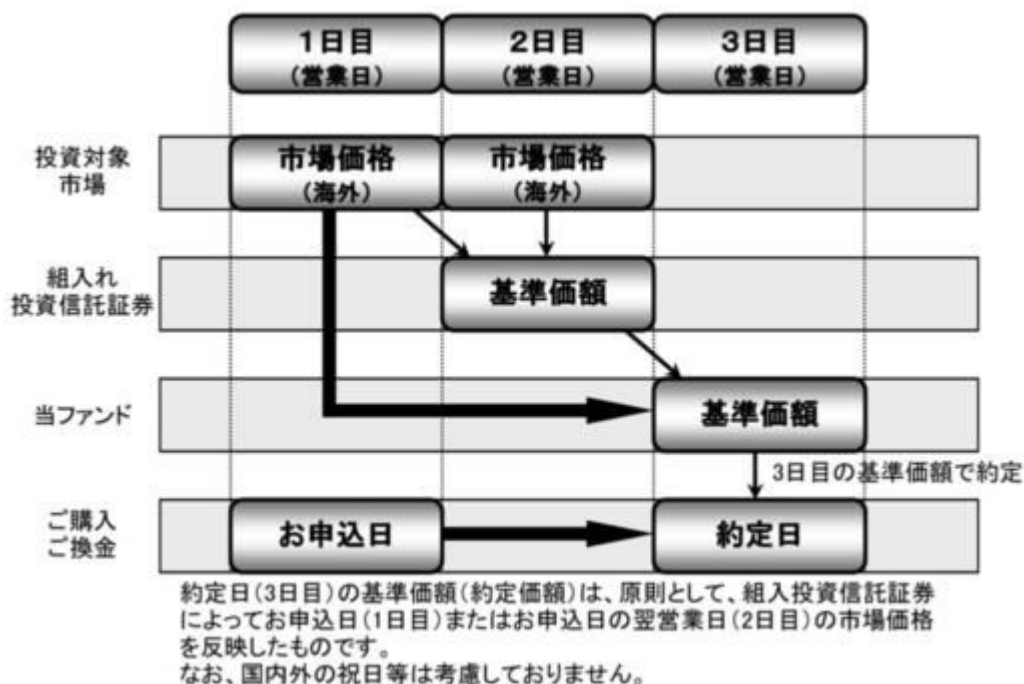 1日目
(営業日)
2日目
(営業日)
3日目
(営業日)
投資対象
市場
市場価格
(海外)
市場価格
(海外)
組入れ
投資信託証券
基準価額
当ファンド
基準価額
3日目の基準価額で約定
ご購入
ご換金
お申込日
約定日
約定日(3日目)の基準価額(約定価額)は、原則として、組入投資信託証券
によってお申込日(1日目)またはお申込日の翌営業日(2日目)の市場価格
を反映したものです。
なお、国内外の祝日等は考慮しておりません。